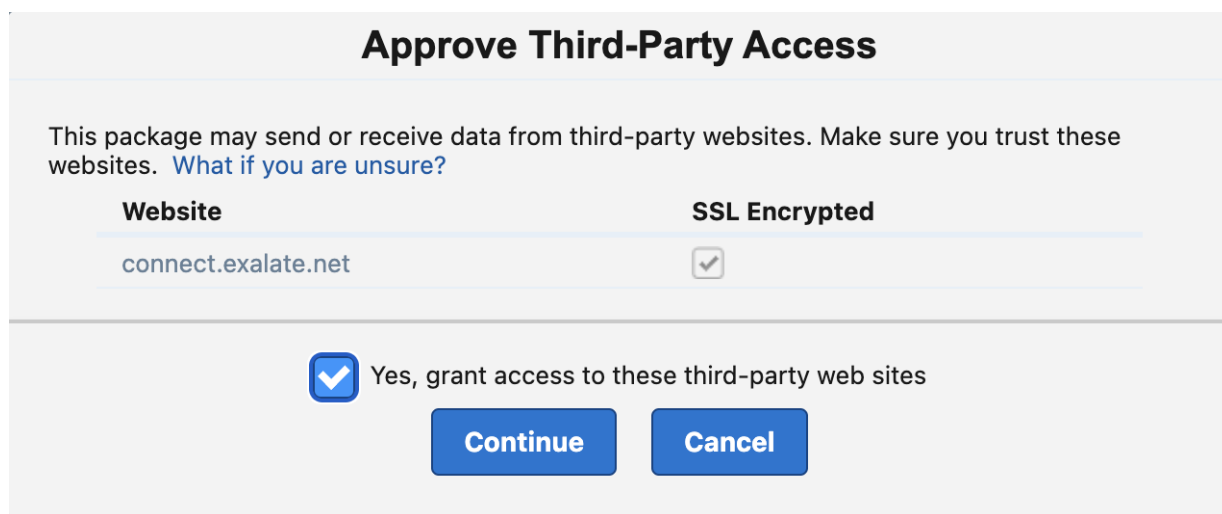 Approve Third-Party Access
This package may send or receive data from third-party websites. Make sure you trust these
websites. What if you are unsure?
Website SSL Encrypted
connect.exalate.net
Yes, grant access to these third-party web sites
Continue Cancel